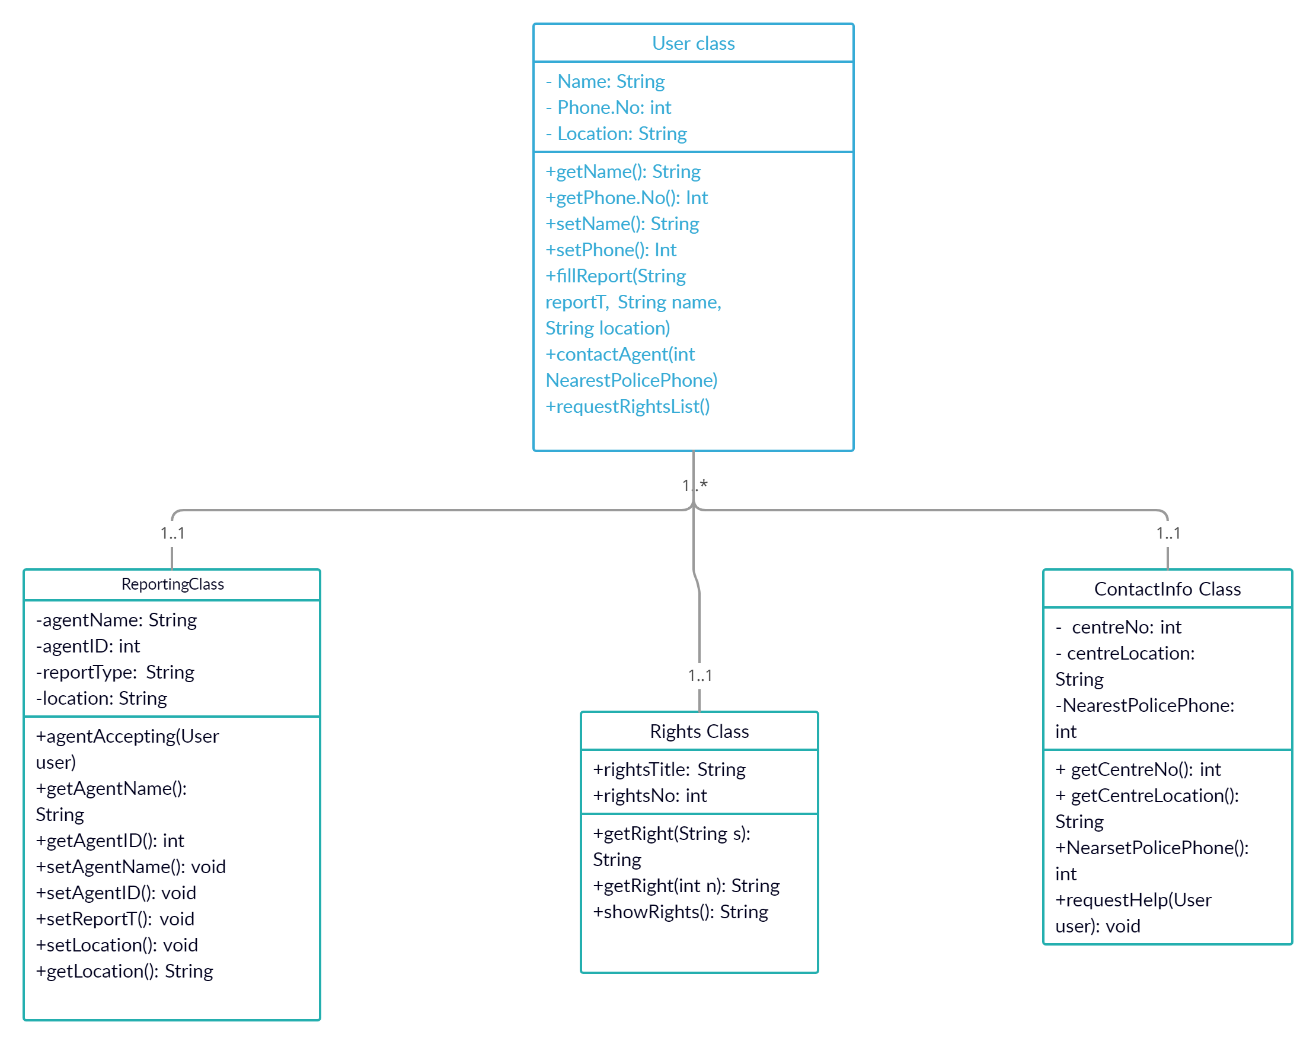 User class
- Name: String
- Phone.No: int
- Location: String
+getName(): String
+getPhone.No(): Int
+setName(): String
+setPhone(): Int
+fillReport(String
reportT, String name,
String location)
+contactAgent(int
NearestPolicePhone)
+requestRightsList()
1..*
1..1
1..1
1..1
ReportingClass
-agentName: String
-agentID: int
-reportType: String
-location: String
+agentAccepting(User
user)
+getAgentName():
String
+getAgentID(): int
+setAgentName(): void
+setAgentID(): void
+setReportT(): void
+setLocation(): void
+getLocation(): String
Rights Class
+rightsTitle: String
+rightsNo: int
+getRight(String s):
String
+getRight(int n): String
+showRights(): String
ContactInfo Class
- centreNo: int
- centreLocation:
String
-NearestPolicePhone:
int
+ getCentreNo(): int
+ getCentreLocation():
String
+NearsetPolicePhone():
int
+requestHelp(User
user): void